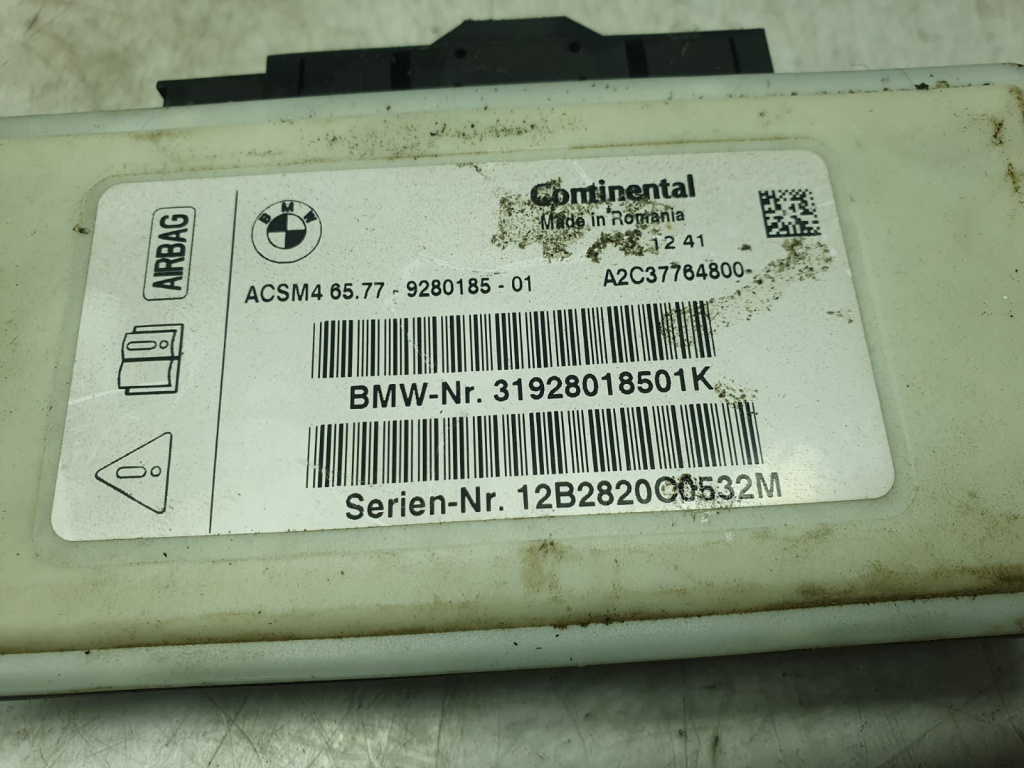 AIRBAG
BMW
Continental
Made in Romania
12 41
ACSM4 65.77 - 9280185 - 01
A2C37764800-
BMW-Nr. 31928018501K
Serien-Nr. 12B2820C0532M